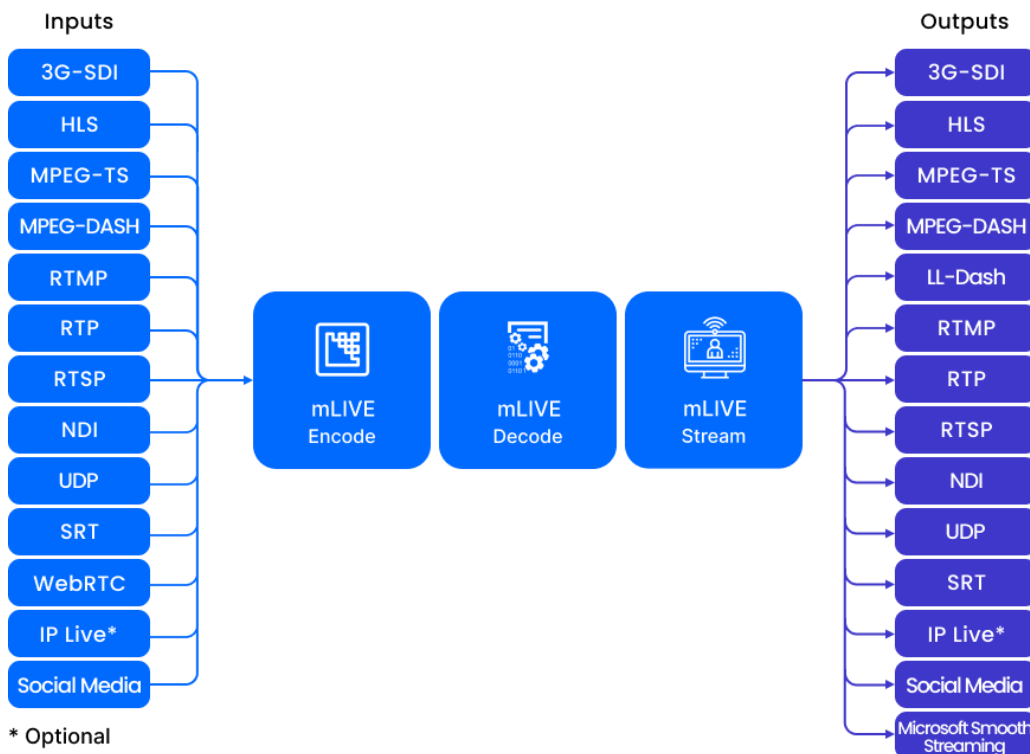 Inputs
3G-SDI
HLS
MPEG-TS
MPEG-DASH
RTMP
RTP
RTSP
NDI
UDP
SRT
WebRTC
IP Live*
Social Media
* Optional
mLIVE
Encode
mLIVE
Decode
mLIVE
Stream
Outputs
3G-SDI
HLS
MPEG-TS
MPEG-DASH
LL-Dash
RTMP
RTP
RTSP
NDI
UDP
SRT
IP Live*
Social Media
Microsoft Smooth
Streaming